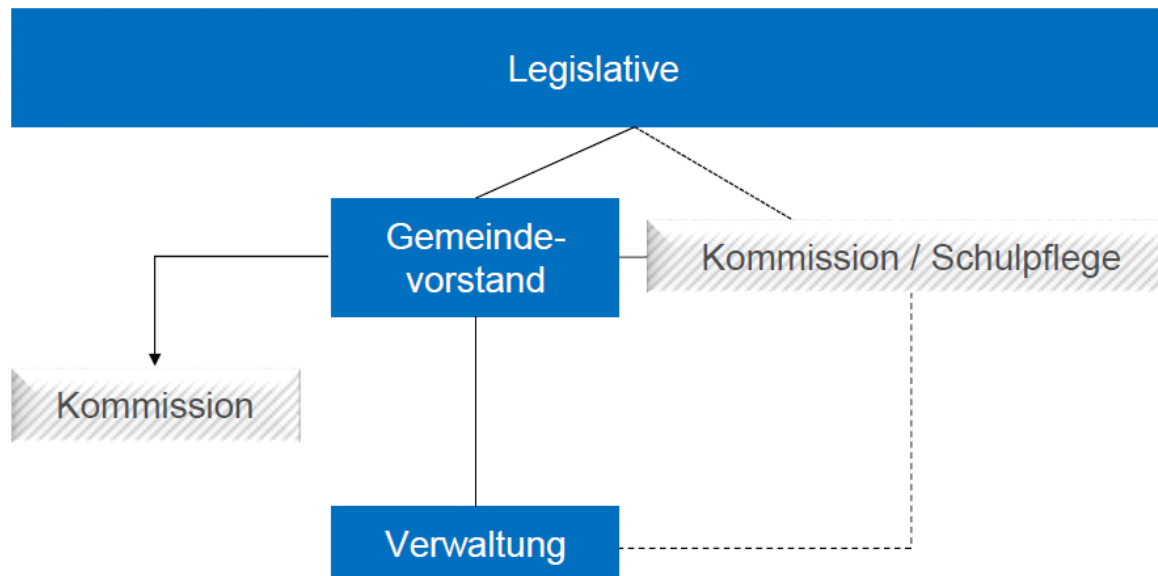 Legislative
Gemeinde-
vorstand
Kommission / Schulpflege
Kommission
Verwaltung